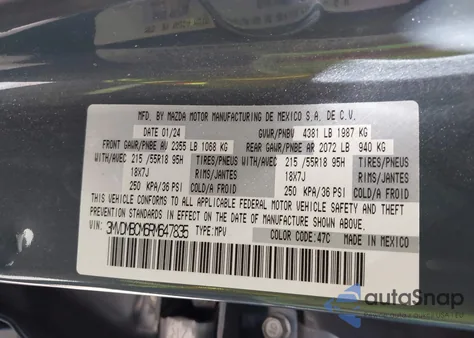 MFD. BY MAZDA MOTOR MANUFACTURING DE MEXICO S.A. DE C.V.
DATE 01/24 GVWR/PNBV 4381 LB 1987 KG
FRONT GAWR/PNBE AV 2355 LB 1068 KG REAR GAWR/PNBE AR 2072 LB 940 KG
WITH/AVEC 215 /55R18 95H TIRES/PNEUS WITH/AVEC 215 /55R18 95H TIRES/PNEUS
18X7J RIMS/JANTES 18X7J RIMS/JANTES
250 KPA/36 PSI COLD/A FROID 250 KPA/36 PSI COLD/A FROID
THIS VEHICLE CONFORMS TO ALL APPLICABLE FEDERAL MOTOR VEHICLE SAFETY AND THEFT
PREVENTION STANDARDS IN EFFECT ON THE DATE OF MANUFACTURE SHOWN ABOVE.
VIN: 3MVDMBCM6RM647835 TYPE: MPV COLOR CODE: 47C MADE IN MEXICO
autoSnap